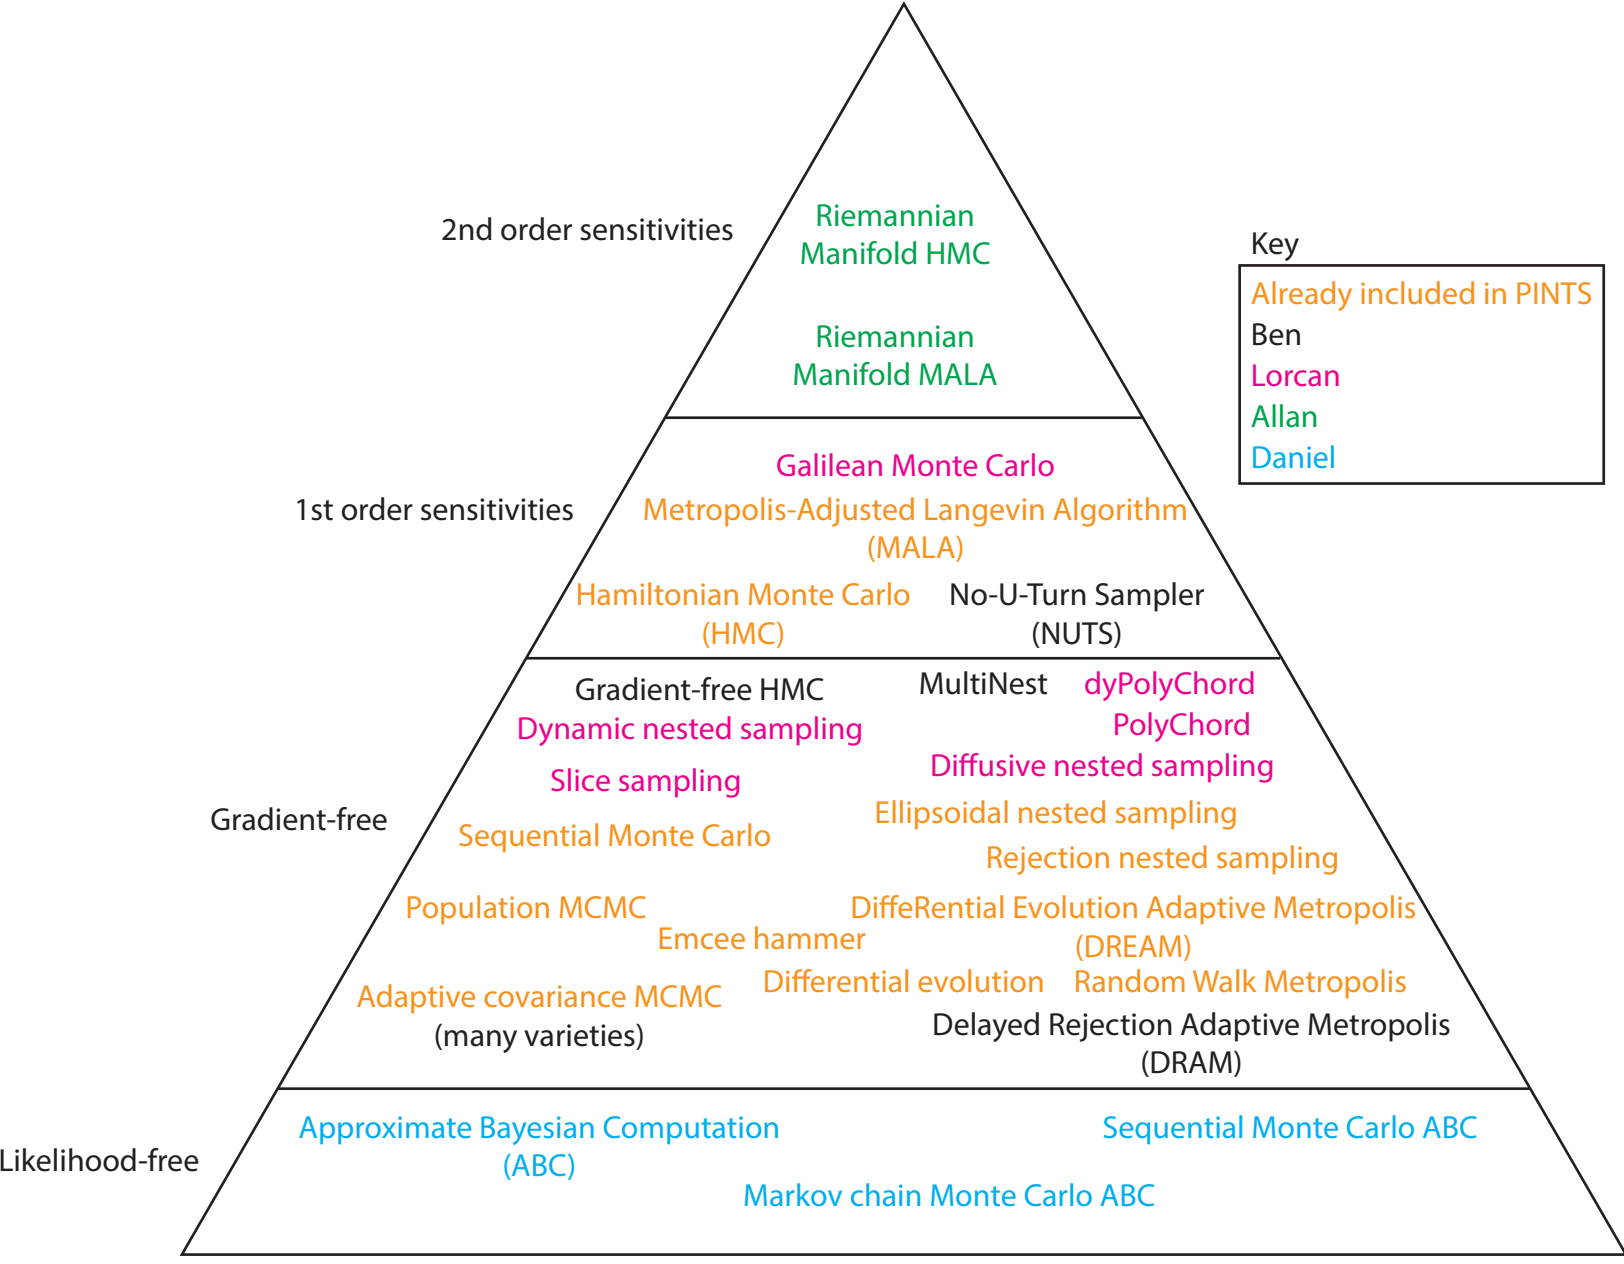 2nd order sensitivities
Riemannian
Manifold HMC
Riemannian
Manifold MALA
Key
Already included in PINTS
Ben
Lorcan
Allan
Daniel
1st order sensitivities
Galilean Monte Carlo
Metropolis-Adjusted Langevin Algorithm
(MALA)
Hamiltonian Monte Carlo
(HMC)
No-U-Turn Sampler
(NUTS)
Gradient-free
Gradient-free HMC
MultiNest
dyPolyChord
Dynamic nested sampling
PolyChord
Slice sampling
Diffusive nested sampling
Sequential Monte Carlo
Ellipsoidal nested sampling
Rejection nested sampling
Population MCMC
Emcee hammer
DiffeRential Evolution Adaptive Metropolis
(DREAM)
Adaptive covariance MCMC
(many varieties)
Differential evolution
Random Walk Metropolis
Delayed Rejection Adaptive Metropolis
(DRAM)
Likelihood-free
Approximate Bayesian Computation
(ABC)
Sequential Monte Carlo ABC
Markov chain Monte Carlo ABC